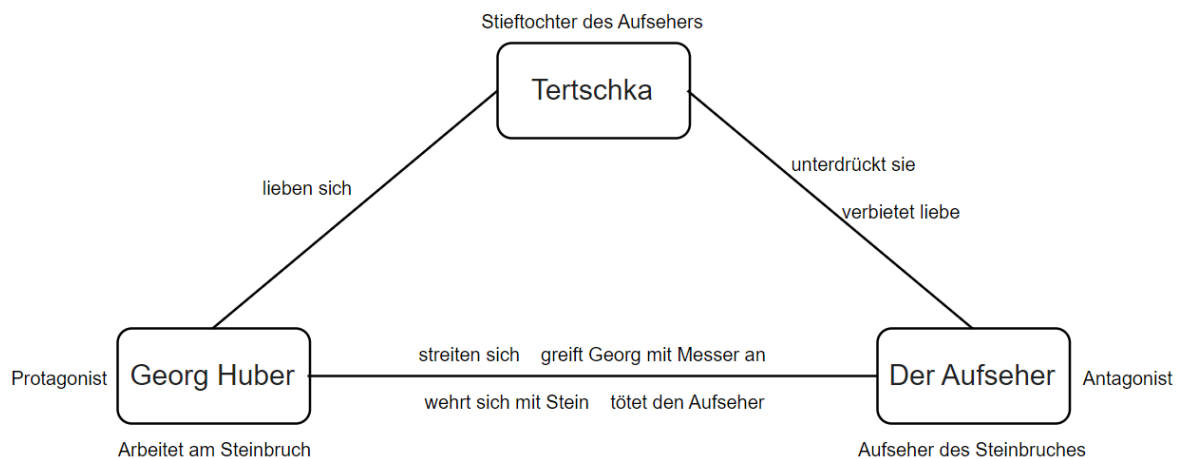 Stieftochter des Aufsehers
Tertschka
lieben sich
unterdrückt sie
verbietet liebe
Protagonist
Georg Huber
streiten sich greift Georg mit Messer an
wehrt sich mit Stein tötet den Aufseher
Der Aufseher
Antagonist
Arbeitet am Steinbruch
Aufseher des Steinbruches